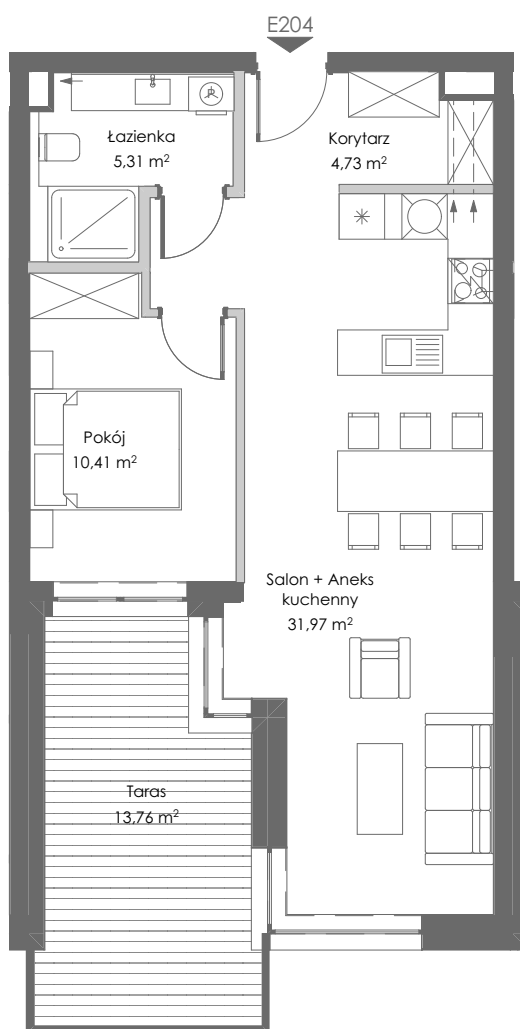 E204
Łazienka
5,31 m²
Korytarz
4,73 m²
Pokój
10,41 m²
Salon + Aneks
kuchenny
31,97 m²
Taras
13,76 m²